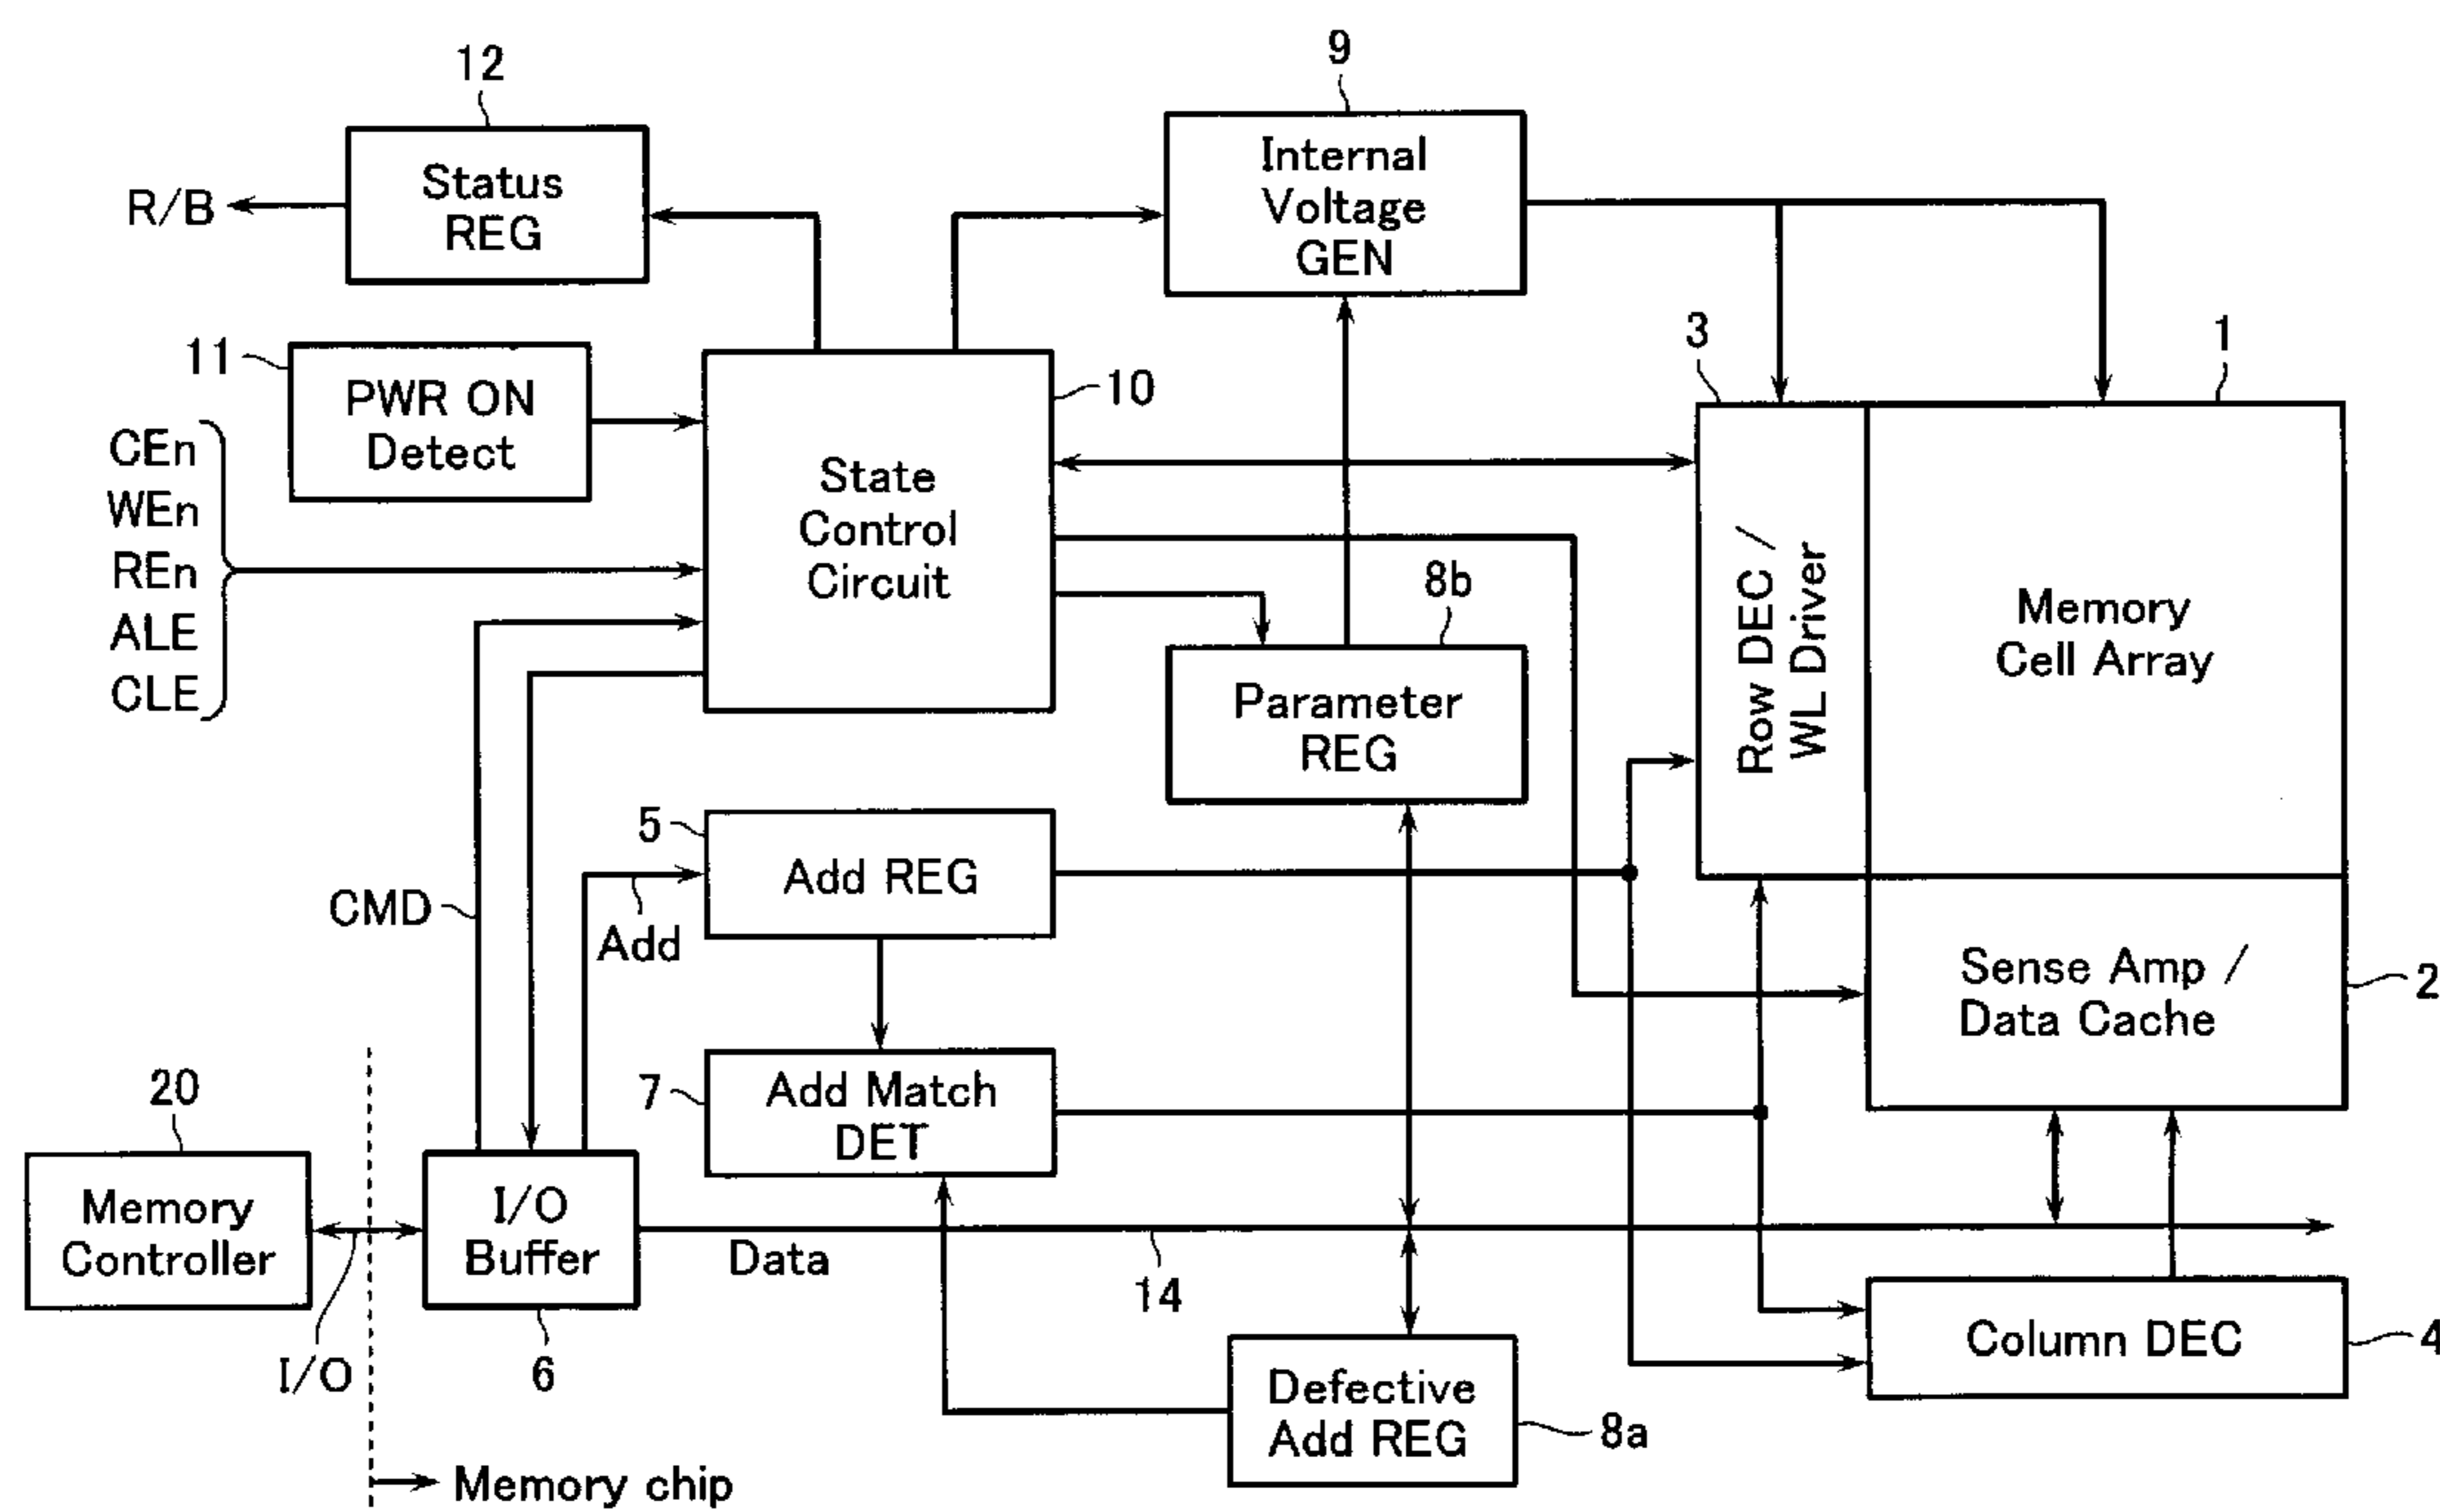 12
Status
REG
R/B
9
Internal
Voltage
GEN
11
PWR ON
Detect
CEn
WEn
REn
ALE
CLE
10
State
Control
Circuit
3
Row DEC /
WL Driver
1
Memory
Cell Array
8b
Parameter
REG
5
Add REG
CMD
Add
Sense Amp /
Data Cache
2
7
Add Match
DET
20
Memory
Controller
I/O
I/O
Buffer
6
Data
14
Column DEC
4
Defective
Add REG
8a
Memory chip